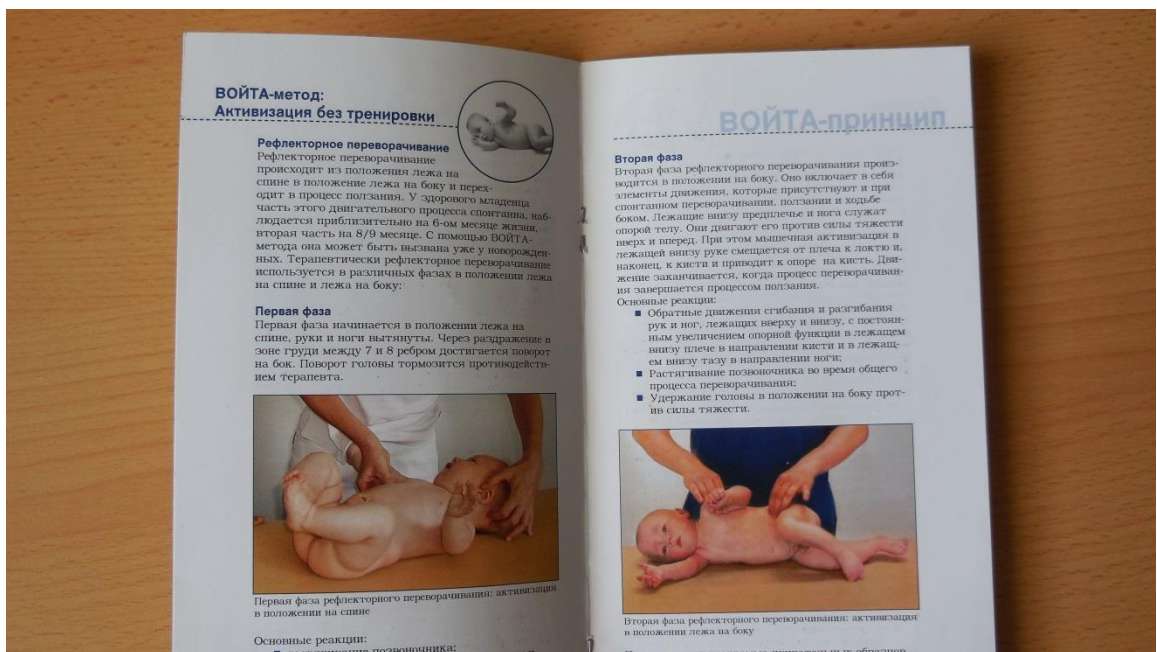 ВОЙТА-метод:
Активизация без тренировки
Рефлекторное переворачивание
Рефлекторное переворачивание
происходит из положения лежа на
спине в положение лежа на боку и перех-
одит в процесс ползания. У здорового младенца
часть этого двигательного процесса спонтанна, наб-
людается приблизительно на 6-ом месяце жизни,
вторая часть на 8/9 месяце. С помощью ВОЙТА-
метода она может быть вызвана уже у новорожден-
ных. Терапевтически рефлекторное переворачивание
используется в различных фазах в положении лежа
на спине и лежа на боку:
Первая фаза
Первая фаза начинается в положении лежа на
спине, руки и ноги вытянуты. Через раздражение в
зоне груди между 7 и 8 ребром достигается поворот
на бок. Поворот головы тормозится противодейств-
ием терапевта.
Первая фаза рефлекторного переворачивания: активизация
в положении на спине
Основные реакции:
позвоночника:
ВОЙТА-принцип
Вторая фаза
Вторая фаза рефлекторного переворачивания произ-
водится в положении на боку. Оно включает в себя
элементы движения, которые присутствуют и при
спонтанном переворачивании, ползании и ходьбе
боком. Лежащие внизу предплечье и нога служат
опорой телу. Они двигают его против силы тяжести
вверх и вперед. При этом мышечная активизация в
лежащей внизу руке смещается от плеча к локтю и,
наконец, к кисти и приводит к опоре на кисть. Дви-
жение заканчивается, когда процесс переворачиван-
ия завершается процессом ползания.
Основные реакции:
■ Обратные движения сгибания и разгибания
рук и ног, лежащих вверху и внизу, с постоян-
ным увеличением опорной функции в лежащем
внизу плече в направлении кисти и в лежащ-
ем внизу тазу в направлении ноги;
■ Растягивание позвоночника во время общего
процесса переворачивания;
■ Удержание головы в положении на боку прот-
ив силы тяжести.
Вторая фаза рефлекторного переворачивания: активизация
в положении лежа на боку